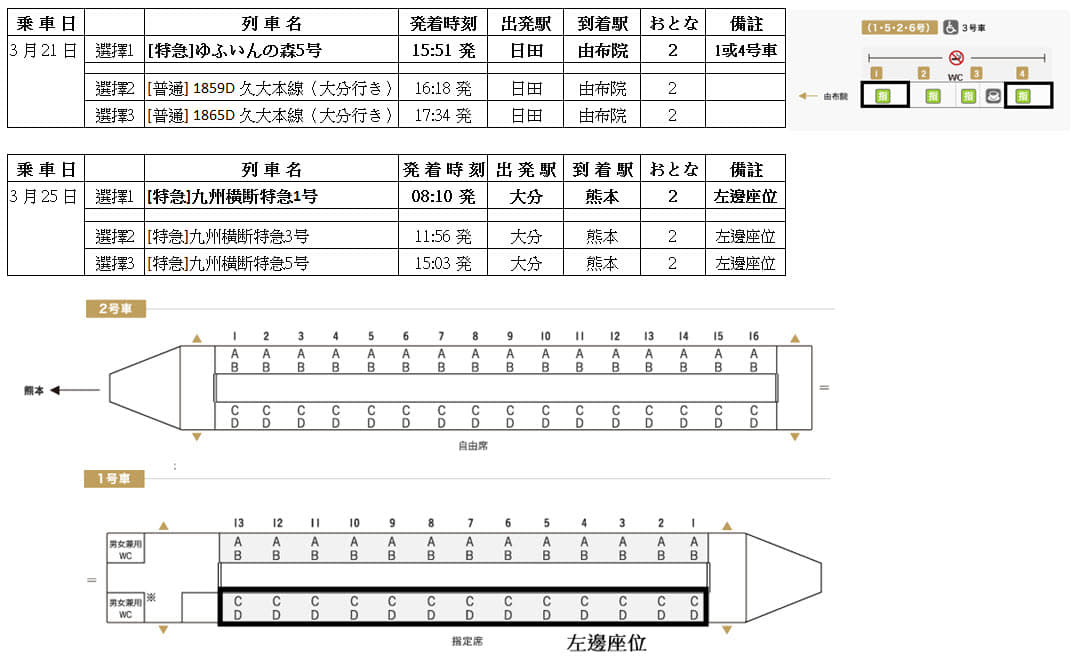 乗車日 列車名 発着時刻 出発駅 到着駅 おとな 備註
3月21日 選擇1 [特急]ゆふいんの森5号 15:51 発 日田 由布院 2 1或4号車
選擇2 [普通] 1859D 久大本線（大分行き） 16:18 発 日田 由布院 2
選擇3 [普通] 1865D 久大本線（大分行き） 17:34 発 日田 由布院 2
（1・5・2・6号） 3号車
1 2 WC 3 4
由布院 指 指 指 指
乗車日 列車名 発着時刻 出発駅 到着駅 おとな 備註
3月25日 選擇1 [特急]九州横断特急1号 08:10 発 大分 熊本 2 左邊座位
選擇2 [特急]九州横断特急3号 11:56 発 大分 熊本 2 左邊座位
選擇3 [特急]九州横断特急5号 15:03 発 大分 熊本 2 左邊座位
2号車
1 2 3 4 5 6 7 8 9 10 11 12 13 14 15 16
A A A A A A A A A A A A A A A A
B B B B B B B B B B B B B B B B
熊本
C C C C C C C C C C C C C C C C
D D D D D D D D D D D D D D D D
自由席
1号車
13 12 11 10 9 8 7 6 5 4 3 2 1
男女兼用 A A A A A A A A A A A A A
WC B B B B B B B B B B B B B
男女兼用 ※ C C C C C C C C C C C C C
WC D D D D D D D D D D D D D
指定席 左邊座位